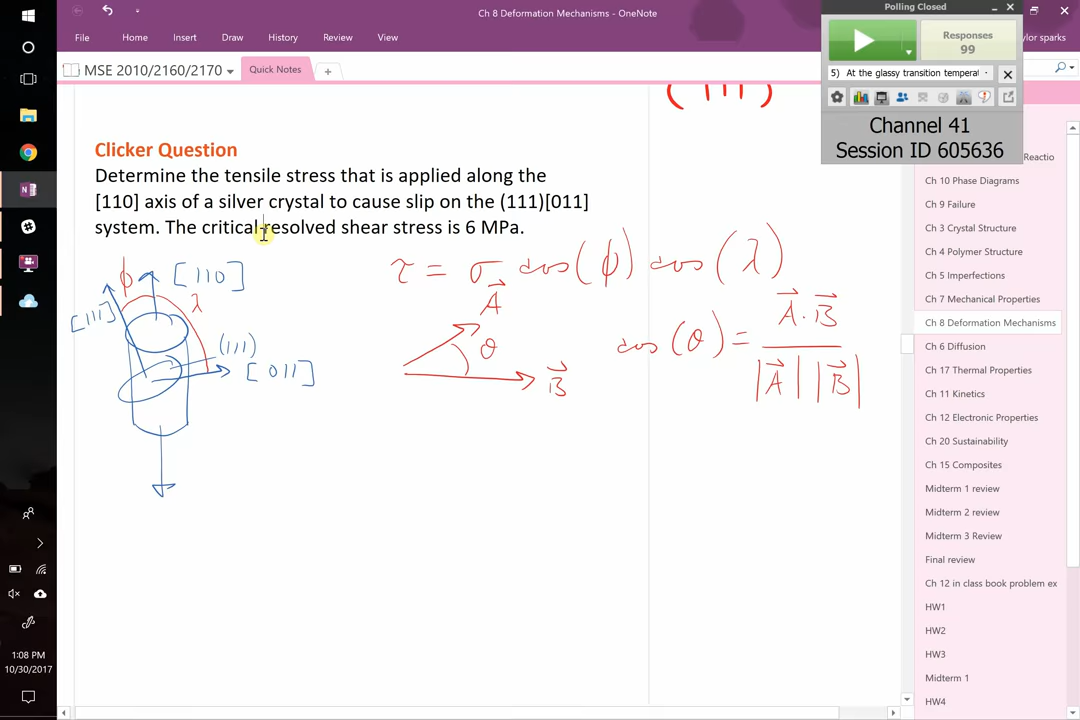 Ch 8 Deformation Mechanisms - OneNote
Polling Closed
File Home Insert Draw History Review View
ylor sparks
Responses
99
MSE 2010/2160/2170
Quick Notes
5) At the glassy transition temperat
Channel 41
Session ID 605636
(111)
Clicker Question
Determine the tensile stress that is applied along the
[110] axis of a silver crystal to cause slip on the (111)[011]
system. The critical resolved shear stress is 6 MPa.
τ = σ cos(ϕ) cos(λ)
ϕ
[110]
λ
[111]
(111)
[011]
A
θ
B
cos(θ) = A · B / |A| |B|
Reactio
Ch 10 Phase Diagrams
Ch 9 Failure
Ch 3 Crystal Structure
Ch 4 Polymer Structure
Ch 5 Imperfections
Ch 7 Mechanical Properties
Ch 8 Deformation Mechanisms
Ch 6 Diffusion
Ch 17 Thermal Properties
Ch 11 Kinetics
Ch 12 Electronic Properties
Ch 20 Sustainability
Ch 15 Composites
Midterm 1 review
Midterm 2 review
Midterm 3 Review
Final review
Ch 12 in class book problem ex
HW1
HW2
HW3
Midterm 1
HW4
1:08 PM
10/30/2017